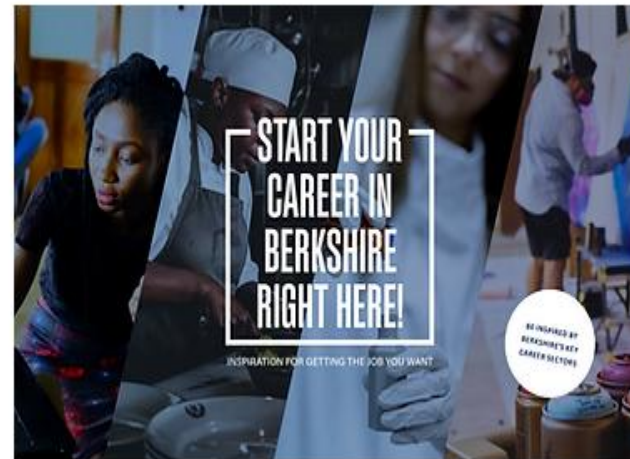 START YOUR
CAREER IN
BERKSHIRE
RIGHT HERE!
INSPIRATION FOR GETTING THE JOB YOU WANT
BE INSPIRED BY
BERKSHIRE'S KEY
CAREER SECTORS